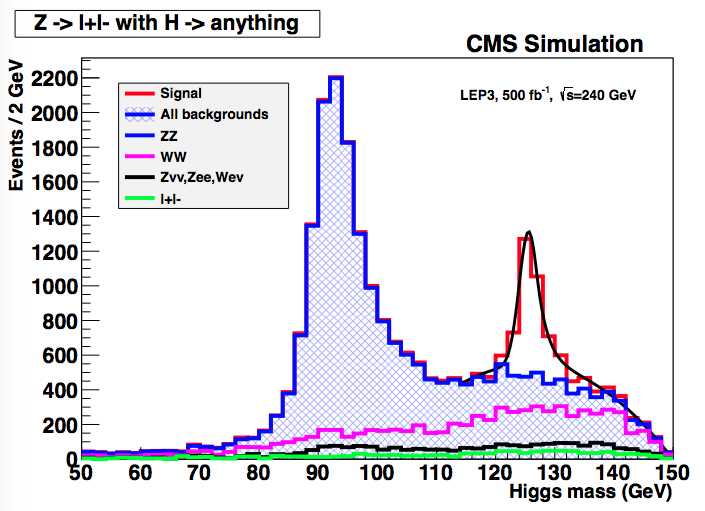 Z -> l+l- with H -> anything
CMS Simulation
LEP3, 500 fb⁻¹, √s=240 GeV
Signal
All backgrounds
ZZ
WW
Zνν,Zee,Weν
l+l-
Events / 2 GeV
2200
2000
1800
1600
1400
1200
1000
800
600
400
200
0
50 60 70 80 90 100 110 120 130 140 150
Higgs mass (GeV)